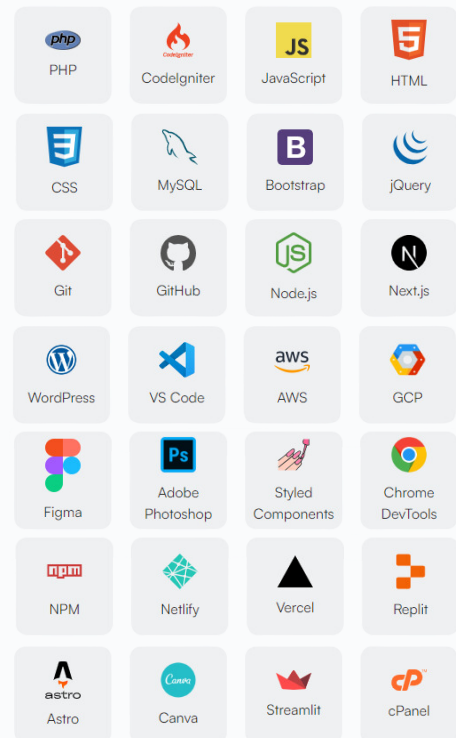 php
CodeIgniter
JS
5
PHP
CodeIgniter
JavaScript
HTML
3
B
CSS
MySQL
Bootstrap
jQuery
JS
N
Git
GitHub
Node.js
Next.js
W
aws
WordPress
VS Code
AWS
GCP
Ps
Figma
Adobe
Photoshop
Styled
Components
Chrome
DevTools
npm
NPM
Netlify
Vercel
Replit
astro
Canva
cP
Astro
Canva
Streamlit
cPanel